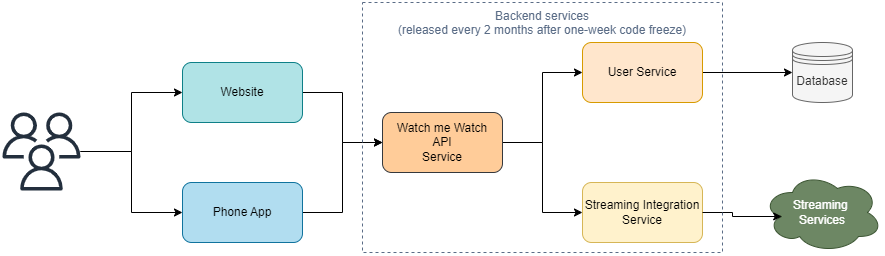 Backend services
(released every 2 months after one-week code freeze)
Website
Phone App
Watch me Watch
API
Service
User Service
Streaming Integration
Service
Database
Streaming
Services